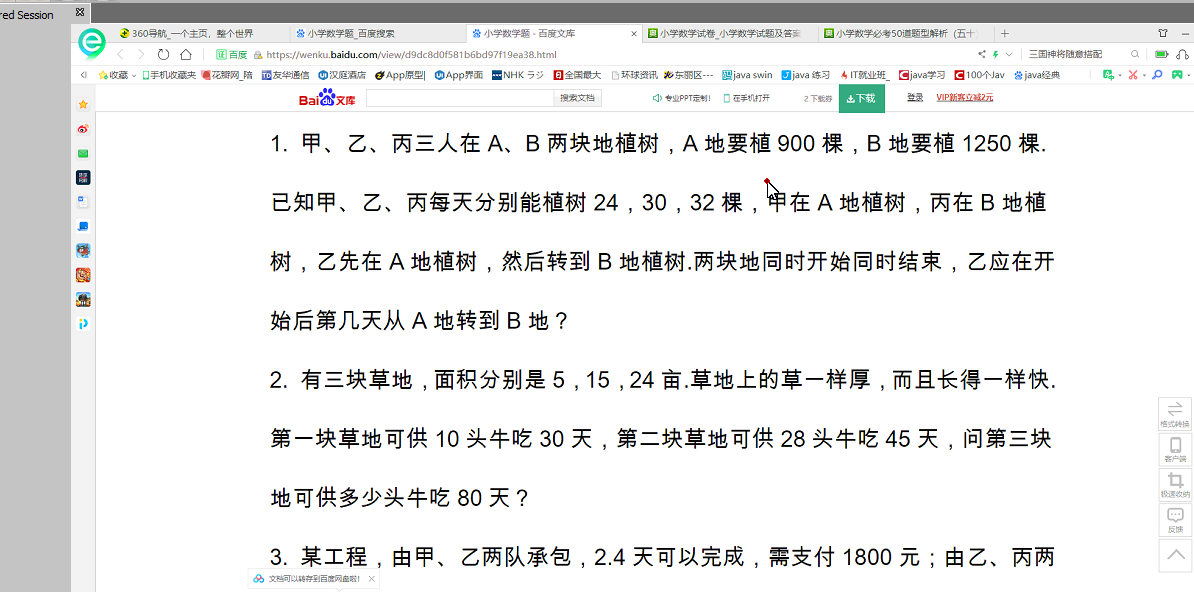 red Session
360导航_一个主页，整个世界
小学数学题_百度搜索
小学数学题 - 百度文库
小学数学试卷_小学数学试题及答案
小学数学必考50道题型解析（五十
百度
https://wenku.baidu.com/view/d9dc8d0f581b6bd97f19ea38.html
三国神将随意搭配
收藏
手机收藏夹
花瓣网_陪
友华通信
汉庭酒店
App原型|
App界面
NHK ラジ
全国最大
环球资讯
东丽区---
java swin
java 练习
IT就业班_
java学习
100个Jav
java经典
Bai du 文库
搜索文档
专业PPT定制！
在手机打开
2 下载券
下载
登录
VIP新客立减2元
1. 甲、乙、丙三人在 A、B 两块地植树，A 地要植 900 棵，B 地要植 1250 棵.
已知甲、乙、丙每天分别能植树 24，30，32 棵，甲在 A 地植树，丙在 B 地植
树，乙先在 A 地植树，然后转到 B 地植树.两块地同时开始同时结束，乙应在开
始后第几天从 A 地转到 B 地？
2. 有三块草地，面积分别是 5，15，24 亩.草地上的草一样厚，而且长得一样快.
第一块草地可供 10 头牛吃 30 天，第二块草地可供 28 头牛吃 45 天，问第三块
地可供多少头牛吃 80 天？
3. 某工程，由甲、乙两队承包，2.4 天可以完成，需支付 1800 元；由乙、丙两
格式转换
客户端
极速收纳
反馈
文档可以转存到百度网盘啦！